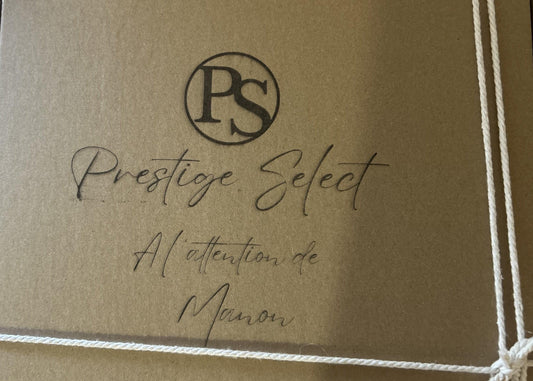 PS
Prestige Select
A l'attention de
Manon